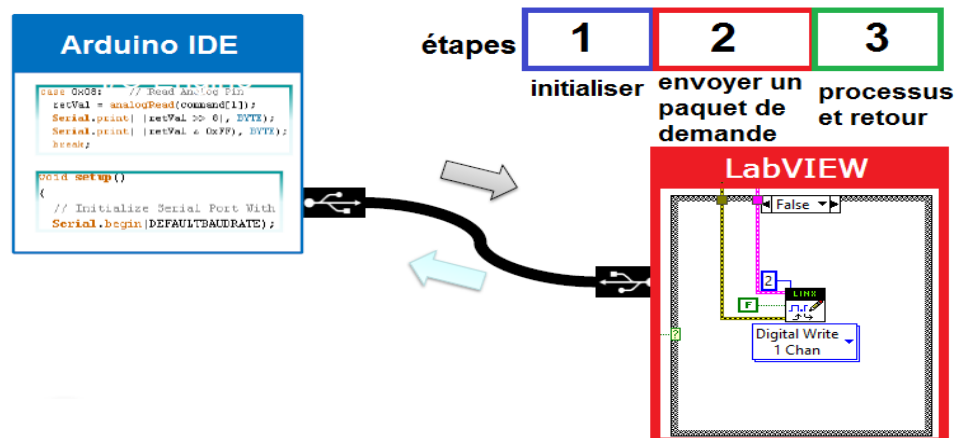 Arduino IDE
case 0x08: // Read Analog Pin
retVal = analogRead(command[1]);
Serial.print( (retVal >> 8), BYTE);
Serial.print( (retVal & 0xFF), BYTE);
break;
void setup()
{
// Initialize Serial Port With
Serial.begin(DEFAULTBAUDRATE);
étapes
1
2
3
initialiser
envoyer un
paquet de
demande
processus
et retour
LabVIEW
False
2
LINX
F
Digital Write
1 Chan
?